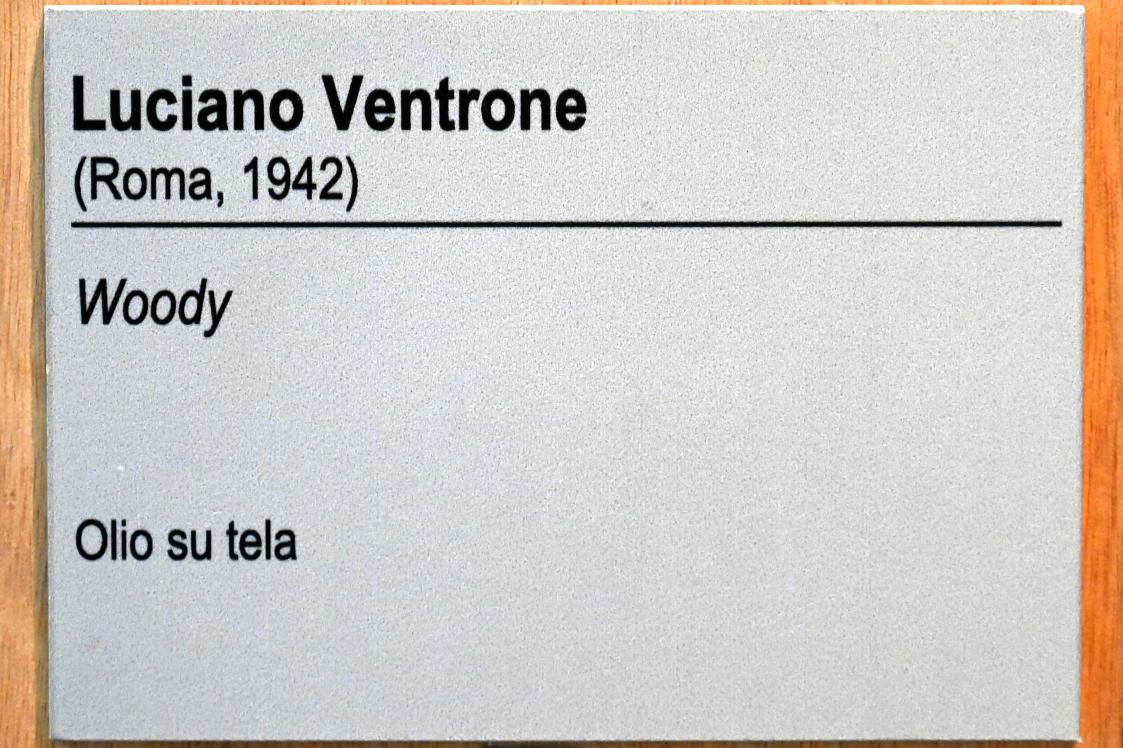 Luciano Ventrone
(Roma, 1942)
Woody
Olio su tela